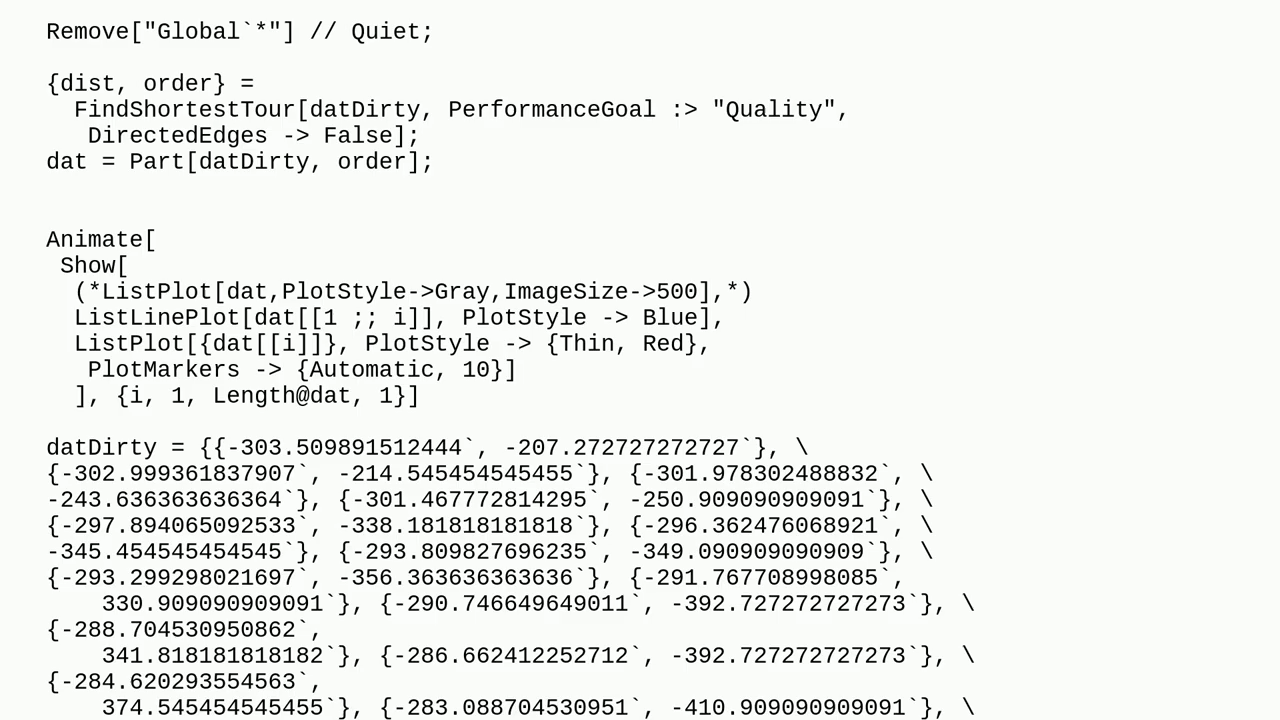 Remove["Global`*"] // Quiet;
{dist, order} =
FindShortestTour[datDirty, PerformanceGoal :> "Quality",
DirectedEdges -> False];
dat = Part[datDirty, order];
Animate[
Show[
(*ListPlot[dat,PlotStyle->Gray,ImageSize->500],*)
ListLinePlot[dat[[1 ;; i]], PlotStyle -> Blue],
ListPlot[{dat[[i]]}, PlotStyle -> {Thin, Red},
PlotMarkers -> {Automatic, 10}]
], {i, 1, Length@dat, 1}]
datDirty = {{-303.509891512444`, -207.272727272727`}, \
{-302.999361837907`, -214.545454545455`}, {-301.978302488832`, \
-243.636363636364`}, {-301.467772814295`, -250.909090909091`}, \
{-297.894065092533`, -338.181818181818`}, {-296.362476068921`, \
-345.454545454545`}, {-293.809827696235`, -349.090909090909`}, \
{-293.299298021697`, -356.363636363636`}, {-291.767708998085`,
330.909090909091`}, {-290.746649649011`, -392.727272727273`}, \
{-288.704530950862`,
341.818181818182`}, {-286.662412252712`, -392.727272727273`}, \
{-284.620293554563`,
374.545454545455`}, {-283.088704530951`, -410.909090909091`}, \